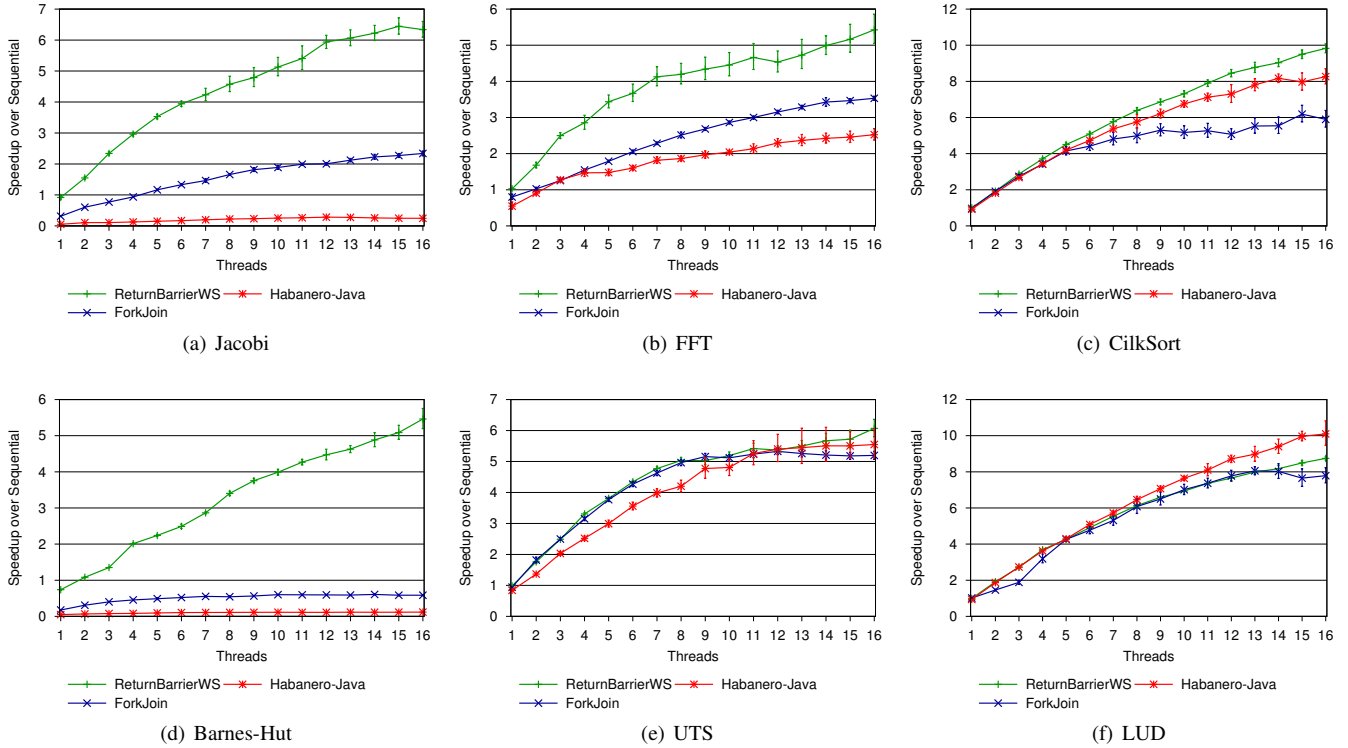 7
6
5
4
3
2
1
0
Speedup over Sequential
1 2 3 4 5 6 7 8 9 10 11 12 13 14 15 16
Threads
ReturnBarrierWS Habanero-Java
ForkJoin
(a) Jacobi
6
5
4
3
2
1
0
Speedup over Sequential
1 2 3 4 5 6 7 8 9 10 11 12 13 14 15 16
Threads
ReturnBarrierWS Habanero-Java
ForkJoin
(b) FFT
12
10
8
6
4
2
0
Speedup over Sequential
1 2 3 4 5 6 7 8 9 10 11 12 13 14 15 16
Threads
ReturnBarrierWS Habanero-Java
ForkJoin
(c) CilkSort
6
5
4
3
2
1
0
Speedup over Sequential
1 2 3 4 5 6 7 8 9 10 11 12 13 14 15 16
Threads
ReturnBarrierWS Habanero-Java
ForkJoin
(d) Barnes-Hut
7
6
5
4
3
2
1
0
Speedup over Sequential
1 2 3 4 5 6 7 8 9 10 11 12 13 14 15 16
Threads
ReturnBarrierWS Habanero-Java
ForkJoin
(e) UTS
12
10
8
6
4
2
0
Speedup over Sequential
1 2 3 4 5 6 7 8 9 10 11 12 13 14 15 16
Threads
ReturnBarrierWS Habanero-Java
ForkJoin
(f) LUD